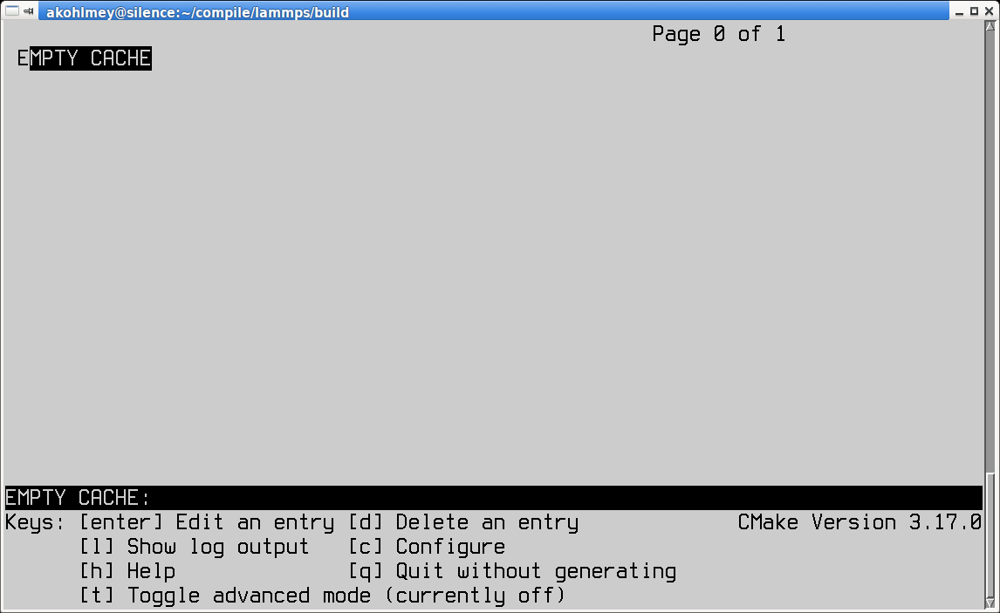 akohlmey@silence:~/compile/lammps/build
Page 0 of 1
EMPTY CACHE
EMPTY CACHE:
Keys: [enter] Edit an entry [d] Delete an entry CMake Version 3.17.0
[l] Show log output [c] Configure
[h] Help [q] Quit without generating
[t] Toggle advanced mode (currently off)